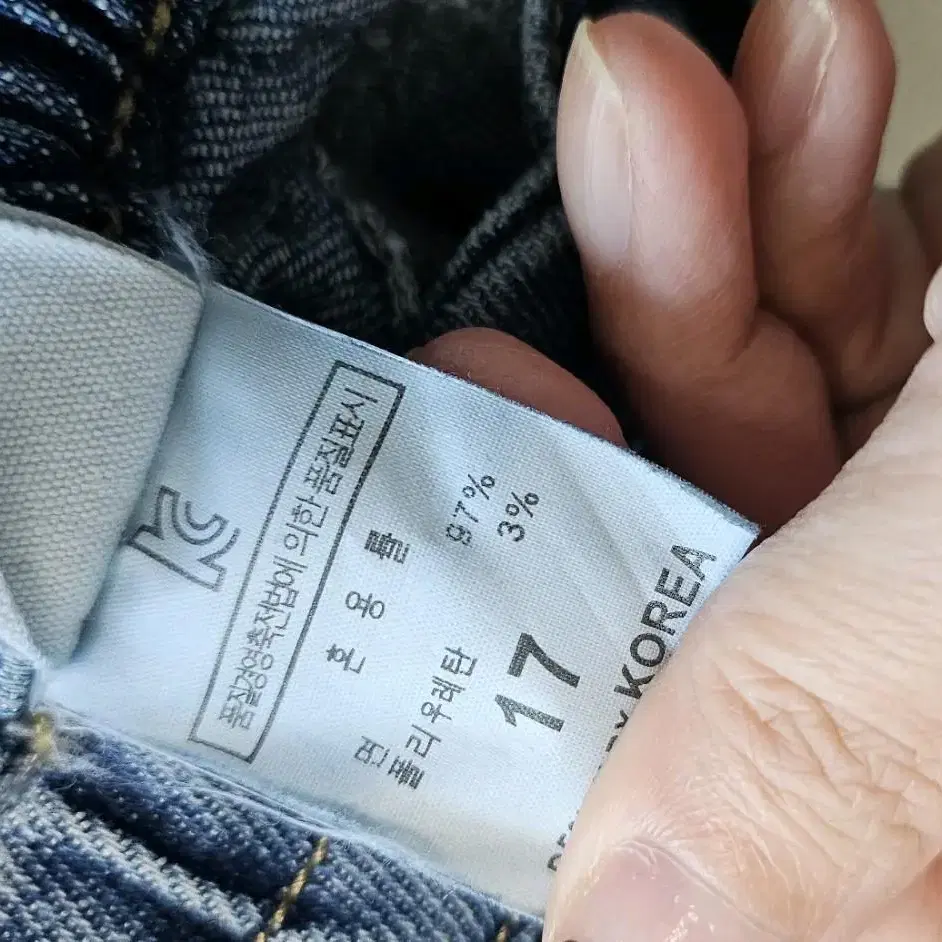 KC
품질경영촉진법에 의한 품질표시
혼 용 률
면 97%
폴리우레탄 3%
17
KOREA